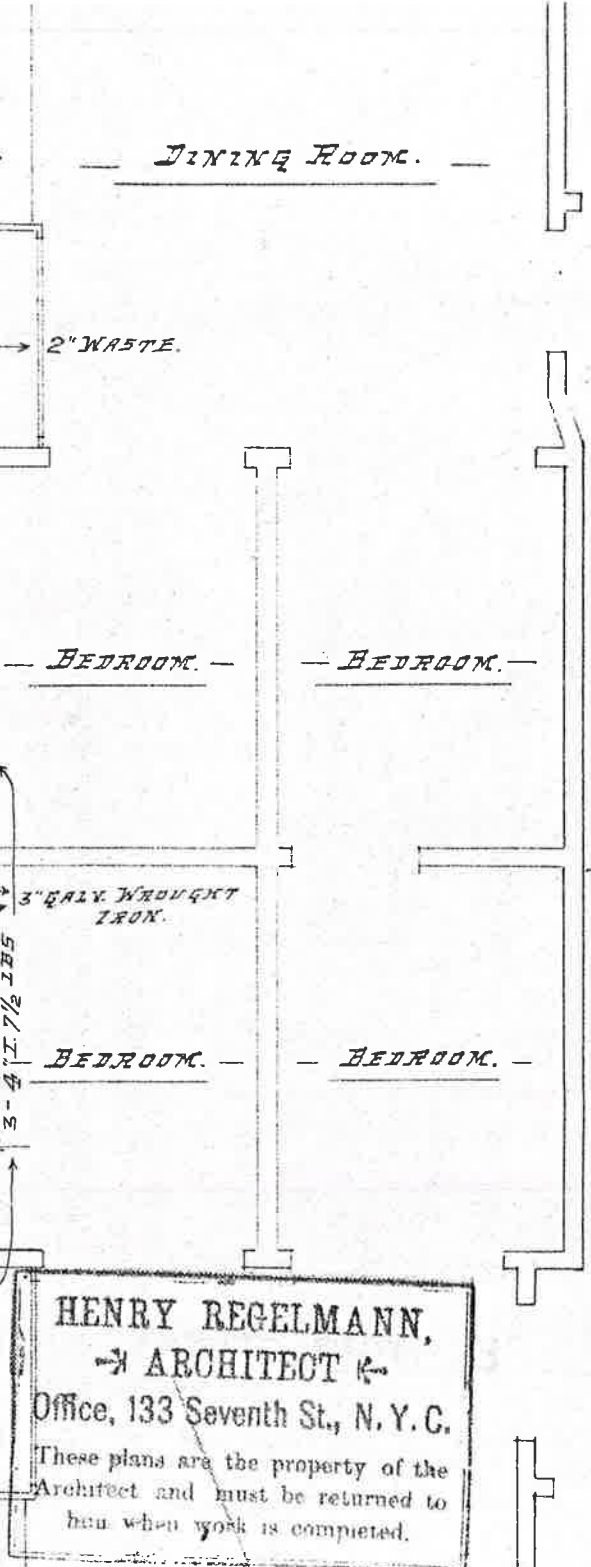 DINING ROOM.
2" WASTE.
BEDROOM.
BEDROOM.
3" GALV. WROUGHT
IRON.
3-4" I. 7½ LBS
BEDROOM.
BEDROOM.
HENRY REGELMANN,
ARCHITECT
Office, 133 Seventh St., N. Y. C.
These plans are the property of the
Architect and must be returned to
him when work is completed.